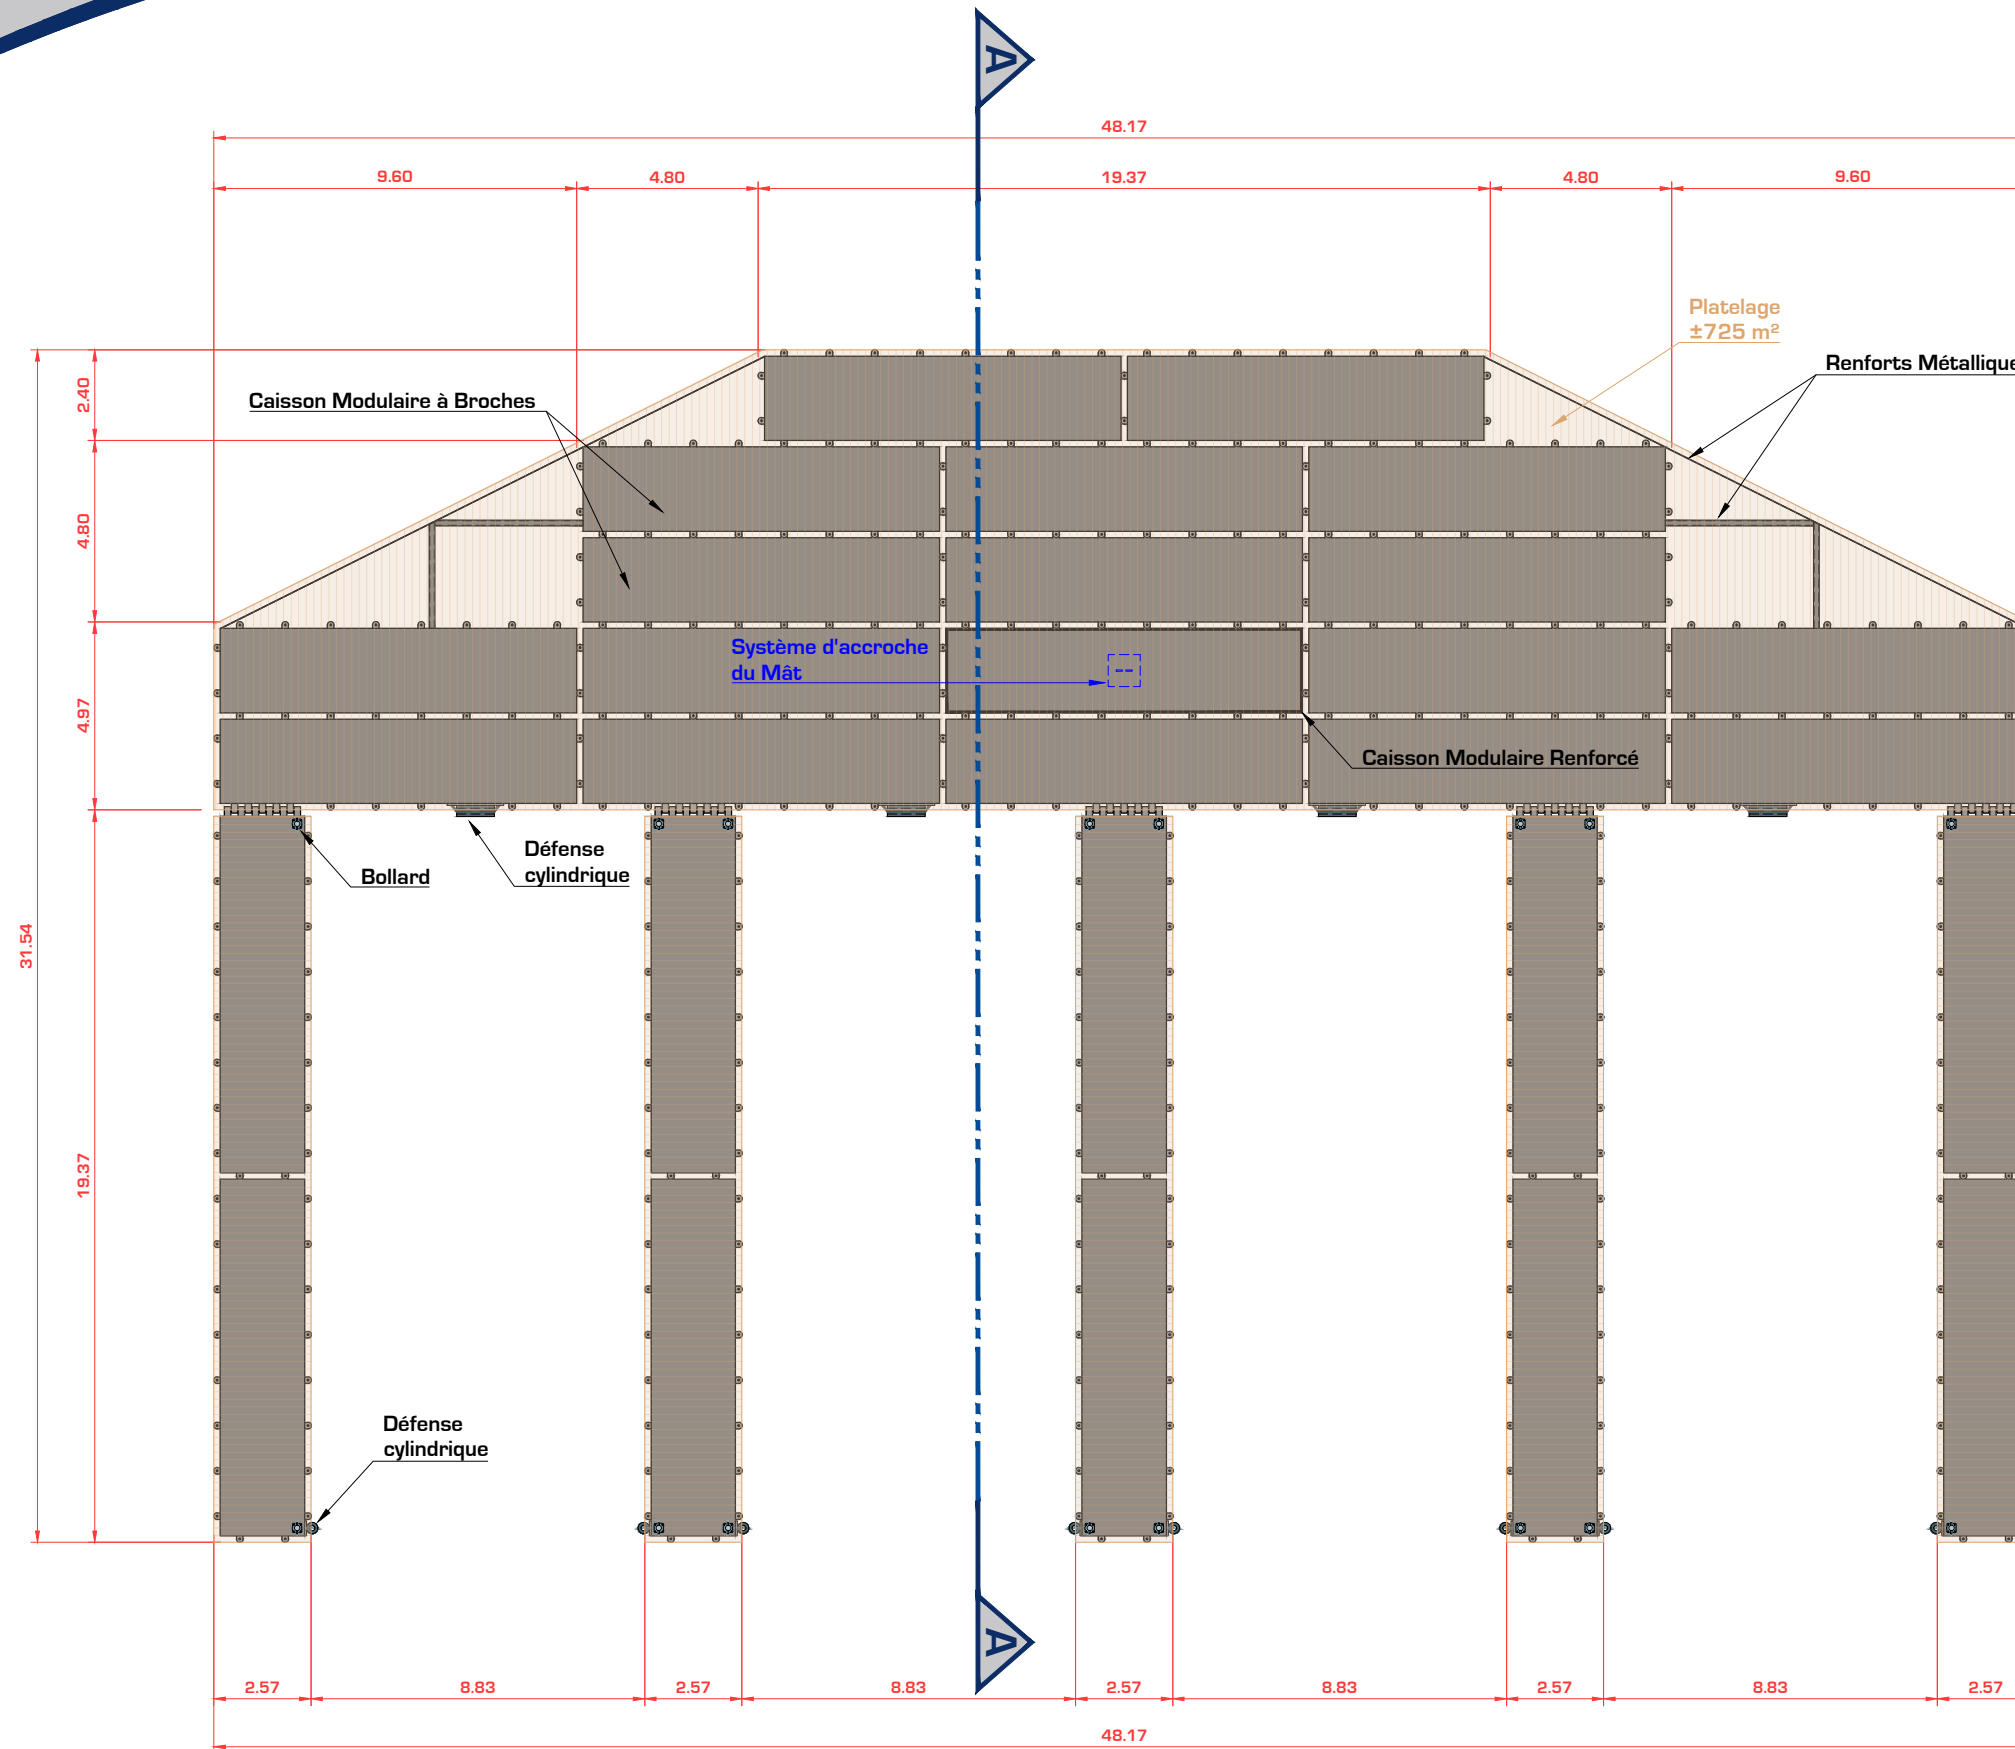 A
48.17
9.60
4.80
19.37
4.80
9.60
Platelage
±725 m²
Renforts Métallique
2.40
Caisson Modulaire à Broches
4.80
Système d'accroche
du Mât
4.97
Caisson Modulaire Renforcé
Défense
cylindrique
Bollard
31.54
19.37
Défense
cylindrique
A
2.57
8.83
2.57
8.83
2.57
8.83
2.57
8.83
2.57
48.17